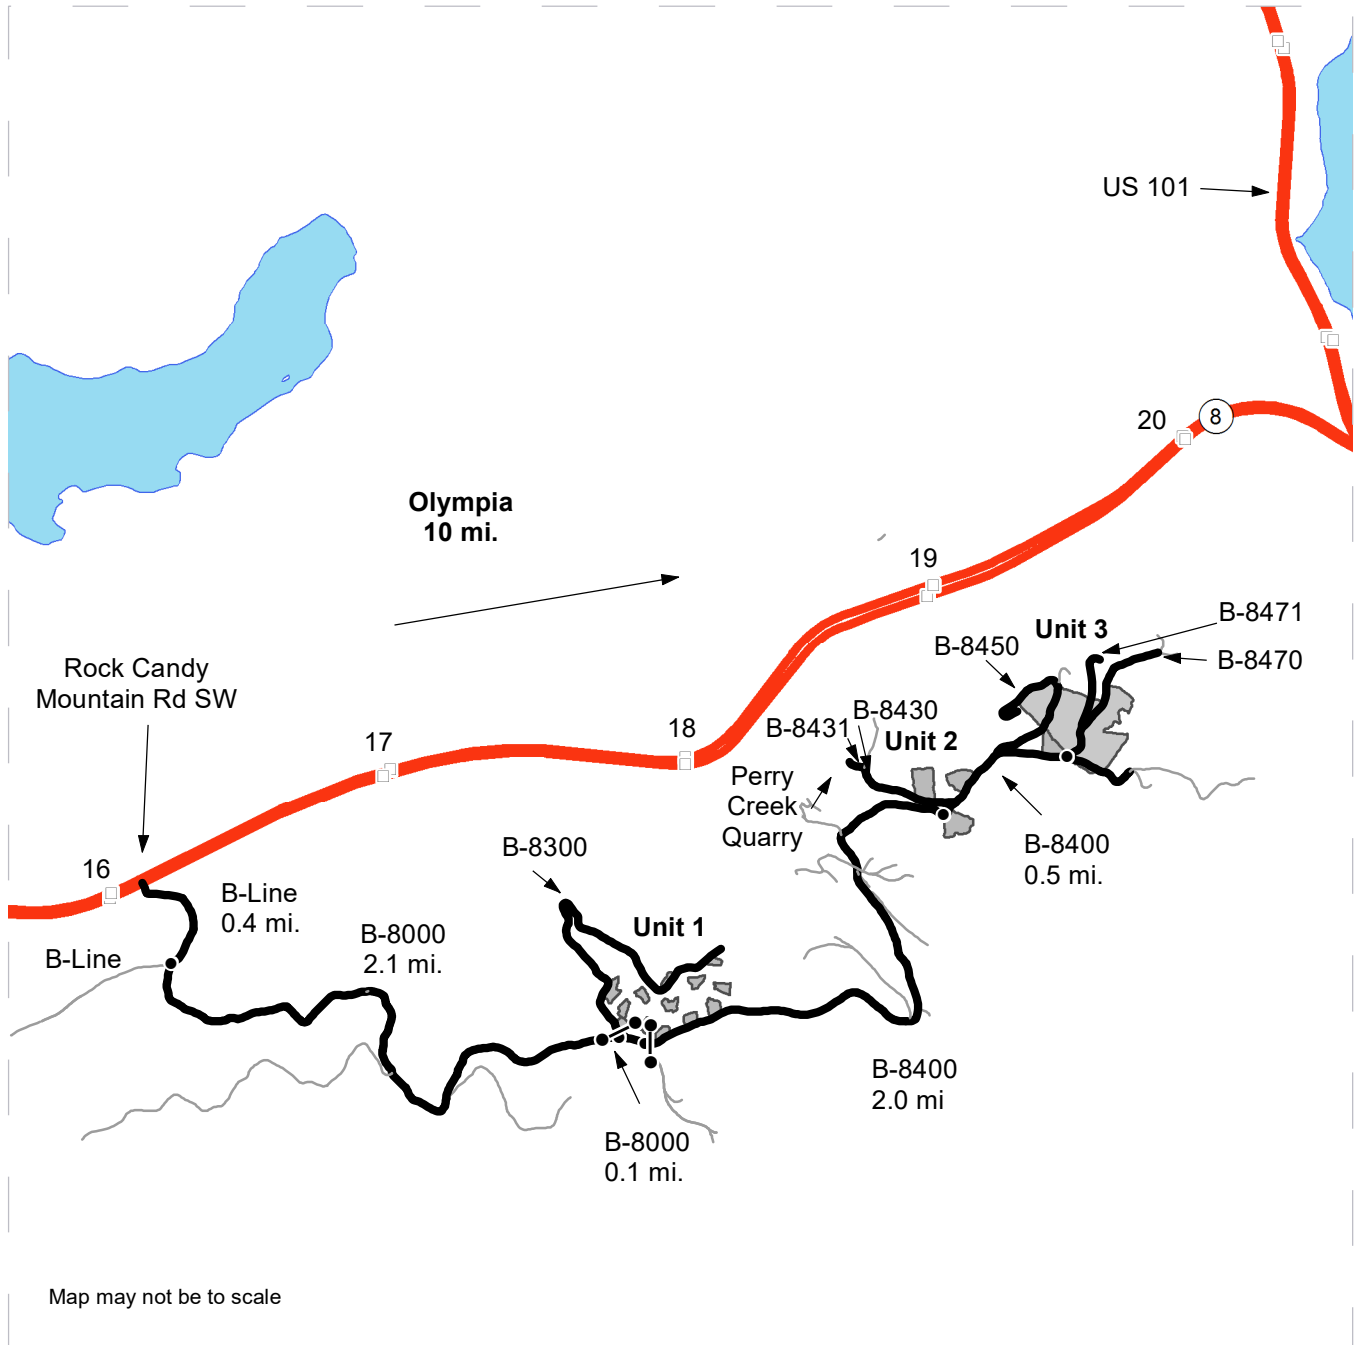 US 101
20
8
Olympia
10 mi.
19
B-8471
Unit 3
B-8450
B-8470
Rock Candy
Mountain Rd SW
B-8430
B-8431
18
17
Unit 2
Perry
Creek
Quarry
B-8400
0.5 mi.
B-8300
16
B-Line
0.4 mi.
Unit 1
B-8000
2.1 mi.
B-Line
B-8400
2.0 mi
B-8000
0.1 mi.
Map may not be to scale